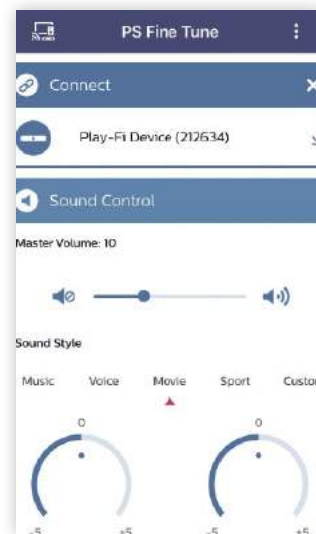 PS Fine Tune
Connect
Play-Fi Device (212634)
Sound Control
Master Volume: 10
Sound Style
Music Voice Movie Sport Custo
0 0
-5 +5 -5 +5